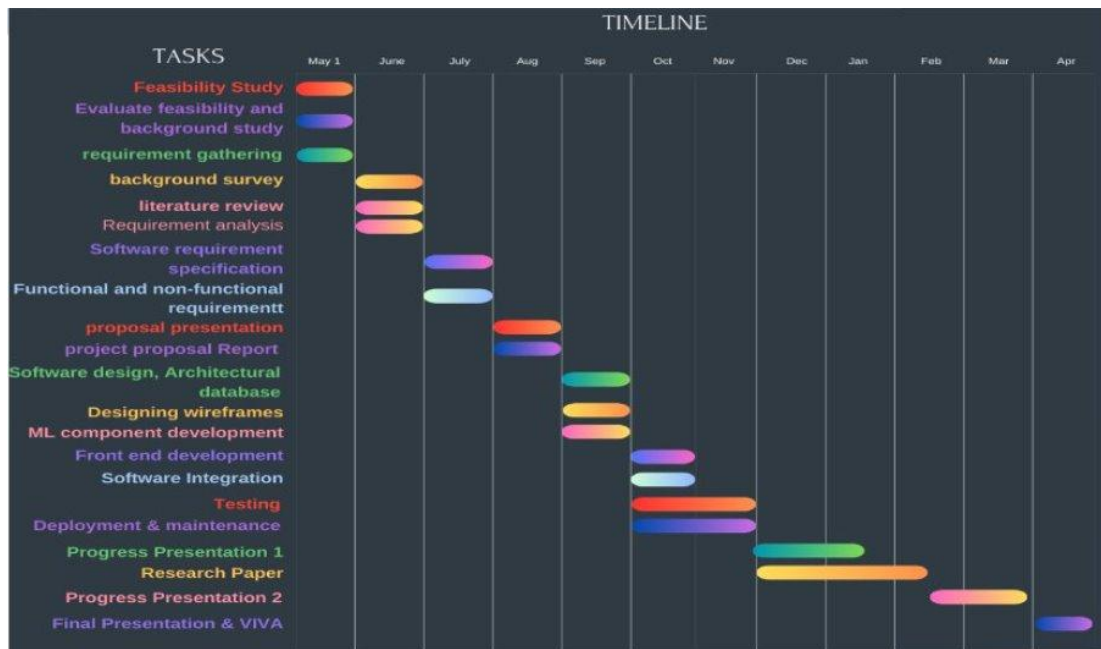 TIMELINE
TASKS
May 1 June July Aug Sep Oct Nov Dec Jan Feb Mar Apr
Feasibility Study
Evaluate feasibility and
background study
requirement gathering
background survey
literature review
Requirement analysis
Software requirement
specification
Functional and non-functional
requirementt
proposal presentation
project proposal Report
Software design, Architectural
database
Designing wireframes
ML component development
Front end development
Software Integration
Testing
Deployment & maintenance
Progress Presentation 1
Research Paper
Progress Presentation 2
Final Presentation & VIVA